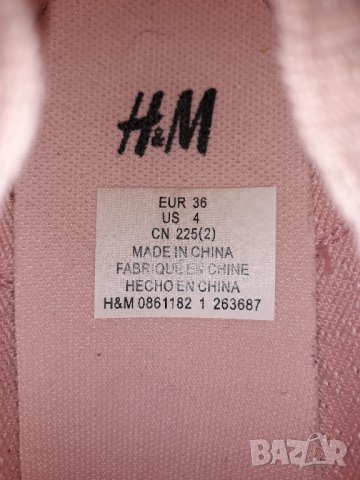 H&M
EUR 36
US 4
CN 225(2)
MADE IN CHINA
FABRIQUE EN CHINE
HECHO EN CHINA
H&M 0861182 1 263687
BAZAR